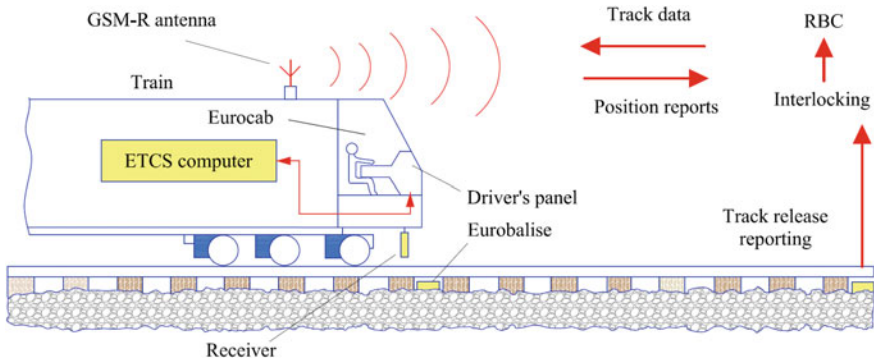 GSM-R antenna
Track data
RBC
Train
Position reports
Interlocking
Eurocab
ETCS computer
Driver's panel
Eurobalise
Track release
reporting
Receiver